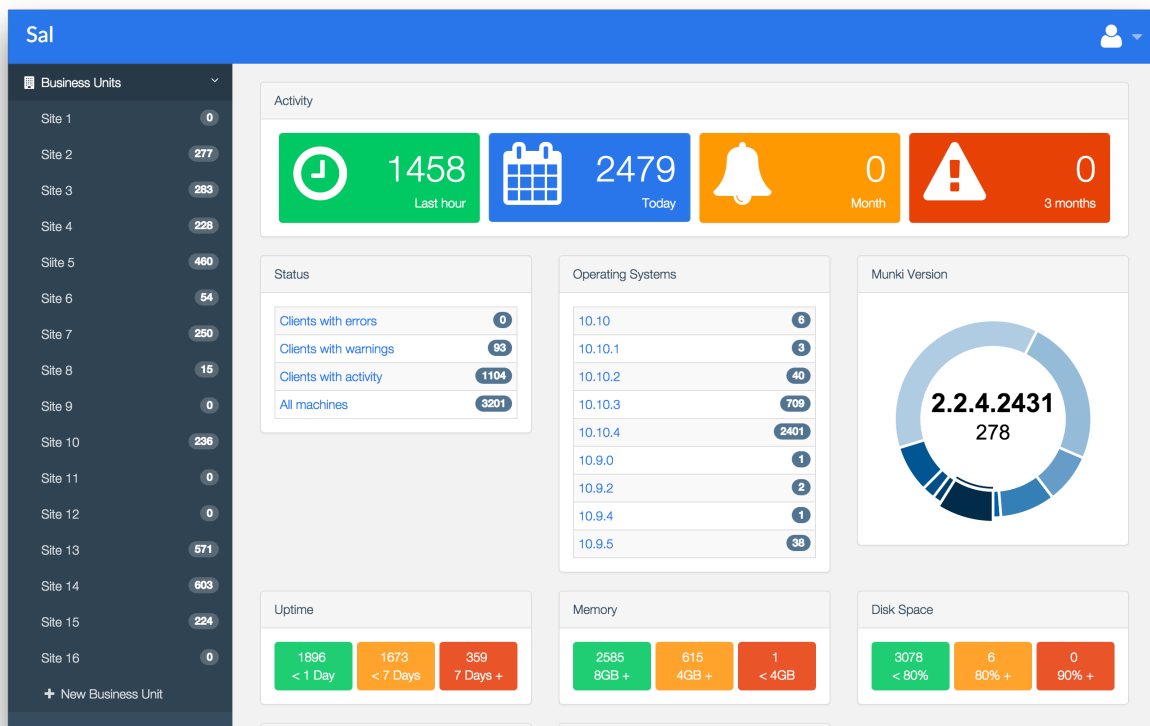 Sal
Business Units
Site 1 0
Site 2 277
Site 3 283
Site 4 228
Siite 5 460
Site 6 54
Site 7 250
Site 8 15
Site 9 0
Site 10 236
Site 11 0
Site 12 0
Site 13 571
Site 14 603
Site 15 224
Site 16 0
+ New Business Unit
Activity
1458
Last hour
2479
Today
0
Month
0
3 months
Status
Clients with errors 0
Clients with warnings 93
Clients with activity 1104
All machines 3201
Operating Systems
10.10 6
10.10.1 3
10.10.2 40
10.10.3 709
10.10.4 2401
10.9.0 1
10.9.2 2
10.9.4 1
10.9.5 38
Munki Version
2.2.4.2431
278
Uptime
1896
< 1 Day
1673
< 7 Days
359
7 Days +
Memory
2585
8GB +
615
4GB +
1
< 4GB
Disk Space
3078
< 80%
6
80% +
0
90% +